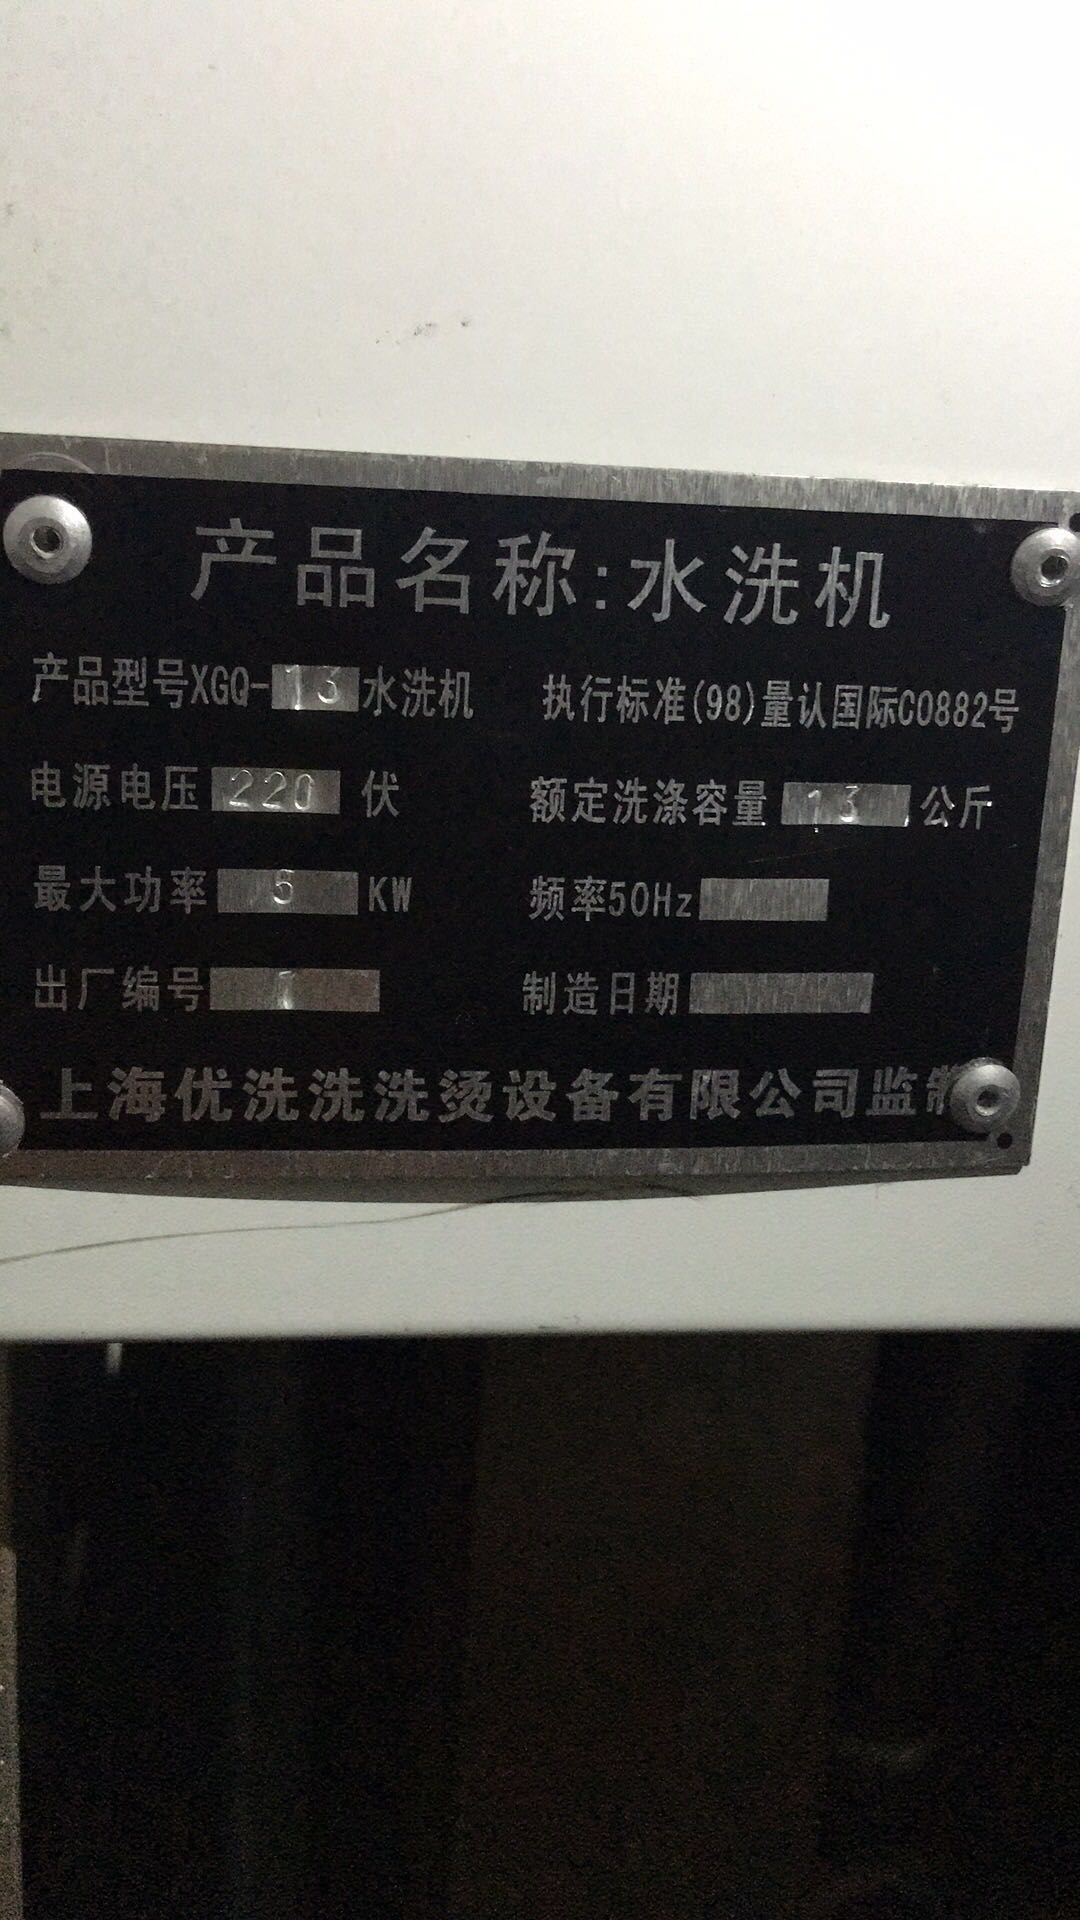 产品名称:水洗机
产品型号XGQ-13水洗机 执行标准(98)量认国际C0882号
电源电压220伏 额定洗涤容量13公斤
最大功率5KW 频率50Hz
出厂编号1 制造日期
上海优洗洗洗烫设备有限公司监制